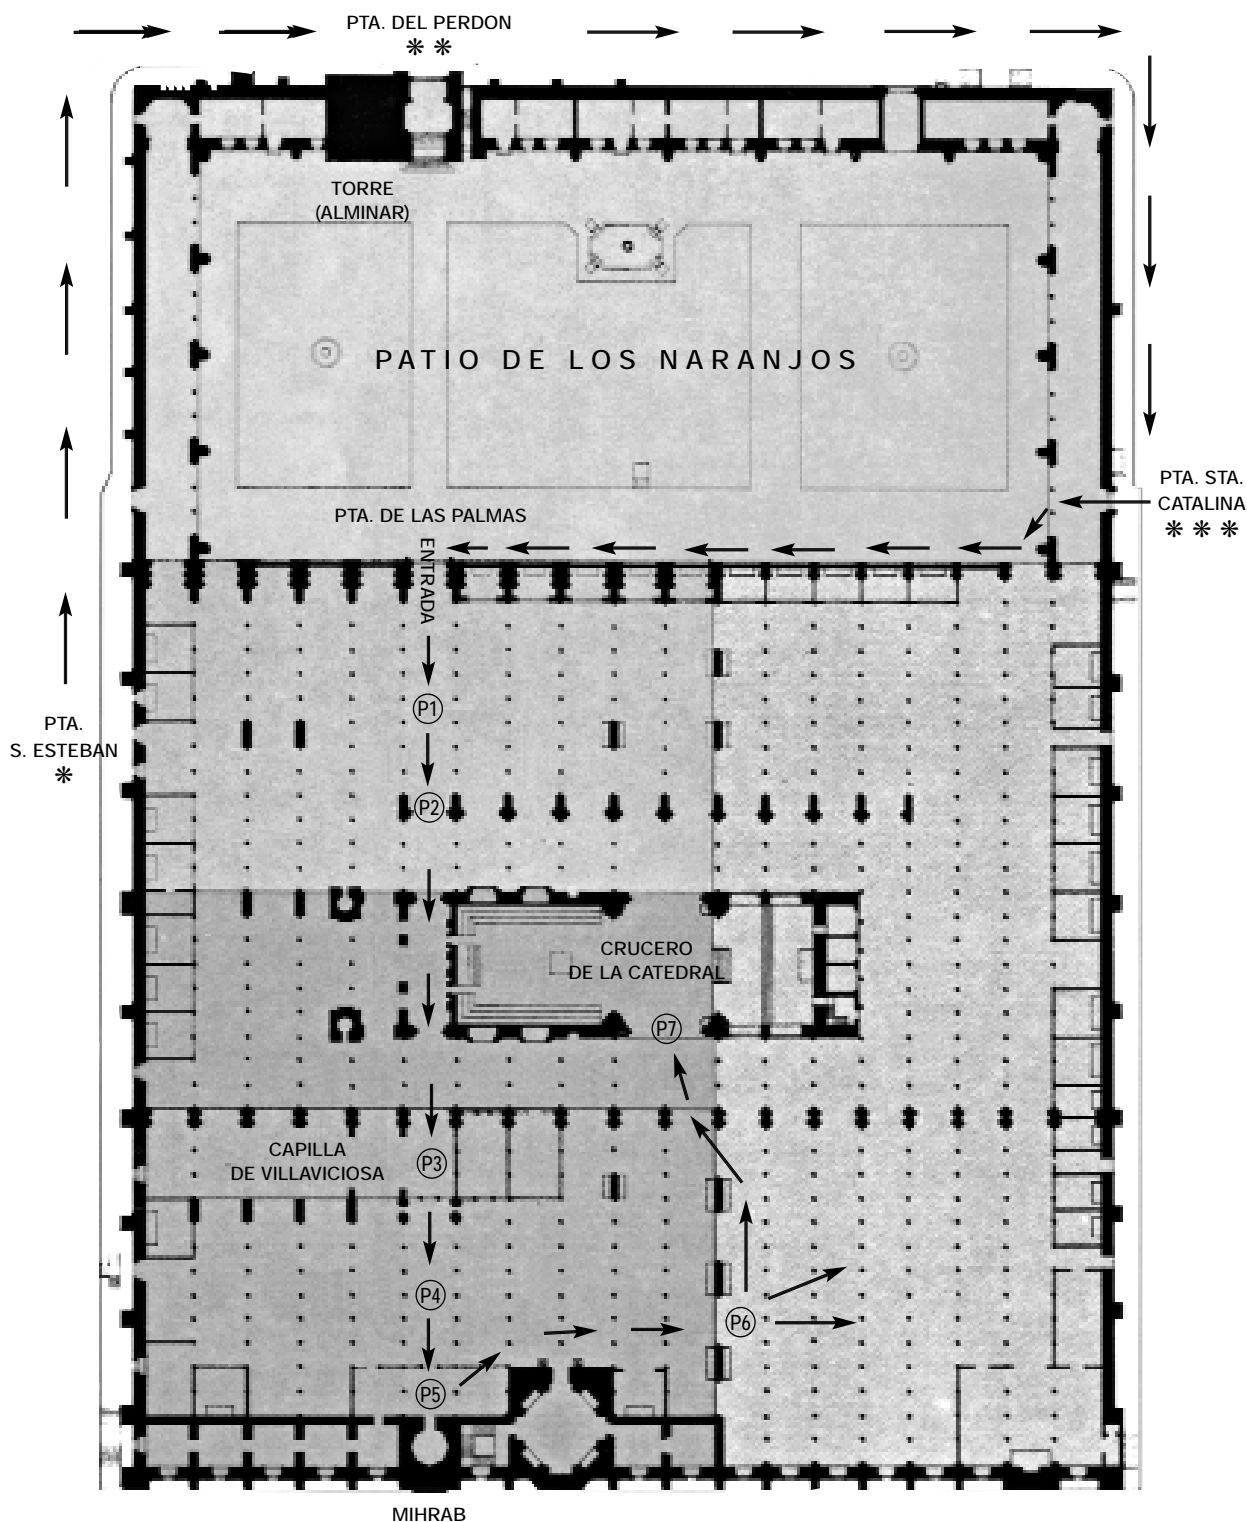 PTA. DEL PERDON
❋ ❋
TORRE
(ALMINAR)
PATIO DE LOS NARANJOS
PTA. STA.
CATALINA
❋ ❋ ❋
PTA. DE LAS PALMAS
ENTRADA
P1
PTA.
S. ESTEBAN
❋
P2
CRUCERO
DE LA CATEDRAL
P7
CAPILLA
DE VILLAVICIOSA
P3
P4
P6
P5
MIHRAB